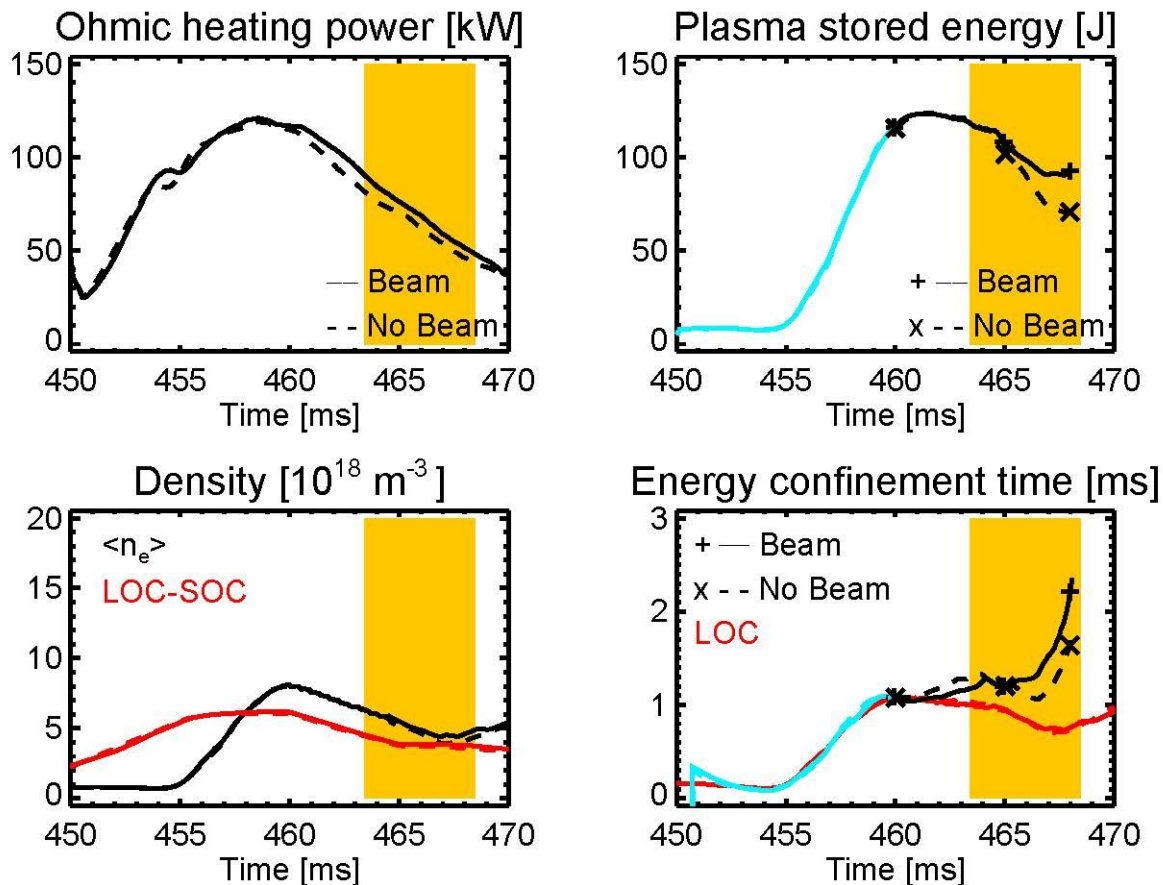 Ohmic heating power [kW]
150
100
50
0
— Beam
-- No Beam
450 455 460 465 470
Time [ms]
Plasma stored energy [J]
150
100
50
0
+ — Beam
x -- No Beam
450 455 460 465 470
Time [ms]
Density [10^18 m^-3]
20
15
10
5
0
<n_e>
LOC-SOC
450 455 460 465 470
Time [ms]
Energy confinement time [ms]
3
2
1
0
+ — Beam
x -- No Beam
LOC
450 455 460 465 470
Time [ms]